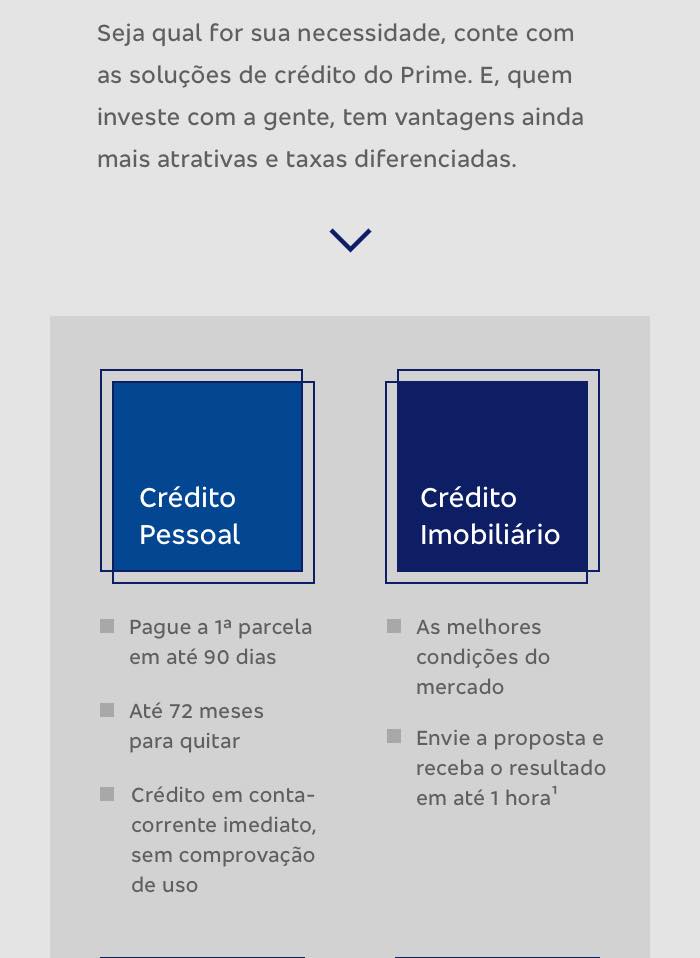 Seja qual for sua necessidade, conte com
as soluções de crédito do Prime. E, quem
investe com a gente, tem vantagens ainda
mais atrativas e taxas diferenciadas.
Crédito
Pessoal
Pague a 1ª parcela
em até 90 dias
Até 72 meses
para quitar
Crédito em conta-
corrente imediato,
sem comprovação
de uso
Crédito
Imobiliário
As melhores
condições do
mercado
Envie a proposta e
receba o resultado
em até 1 hora¹